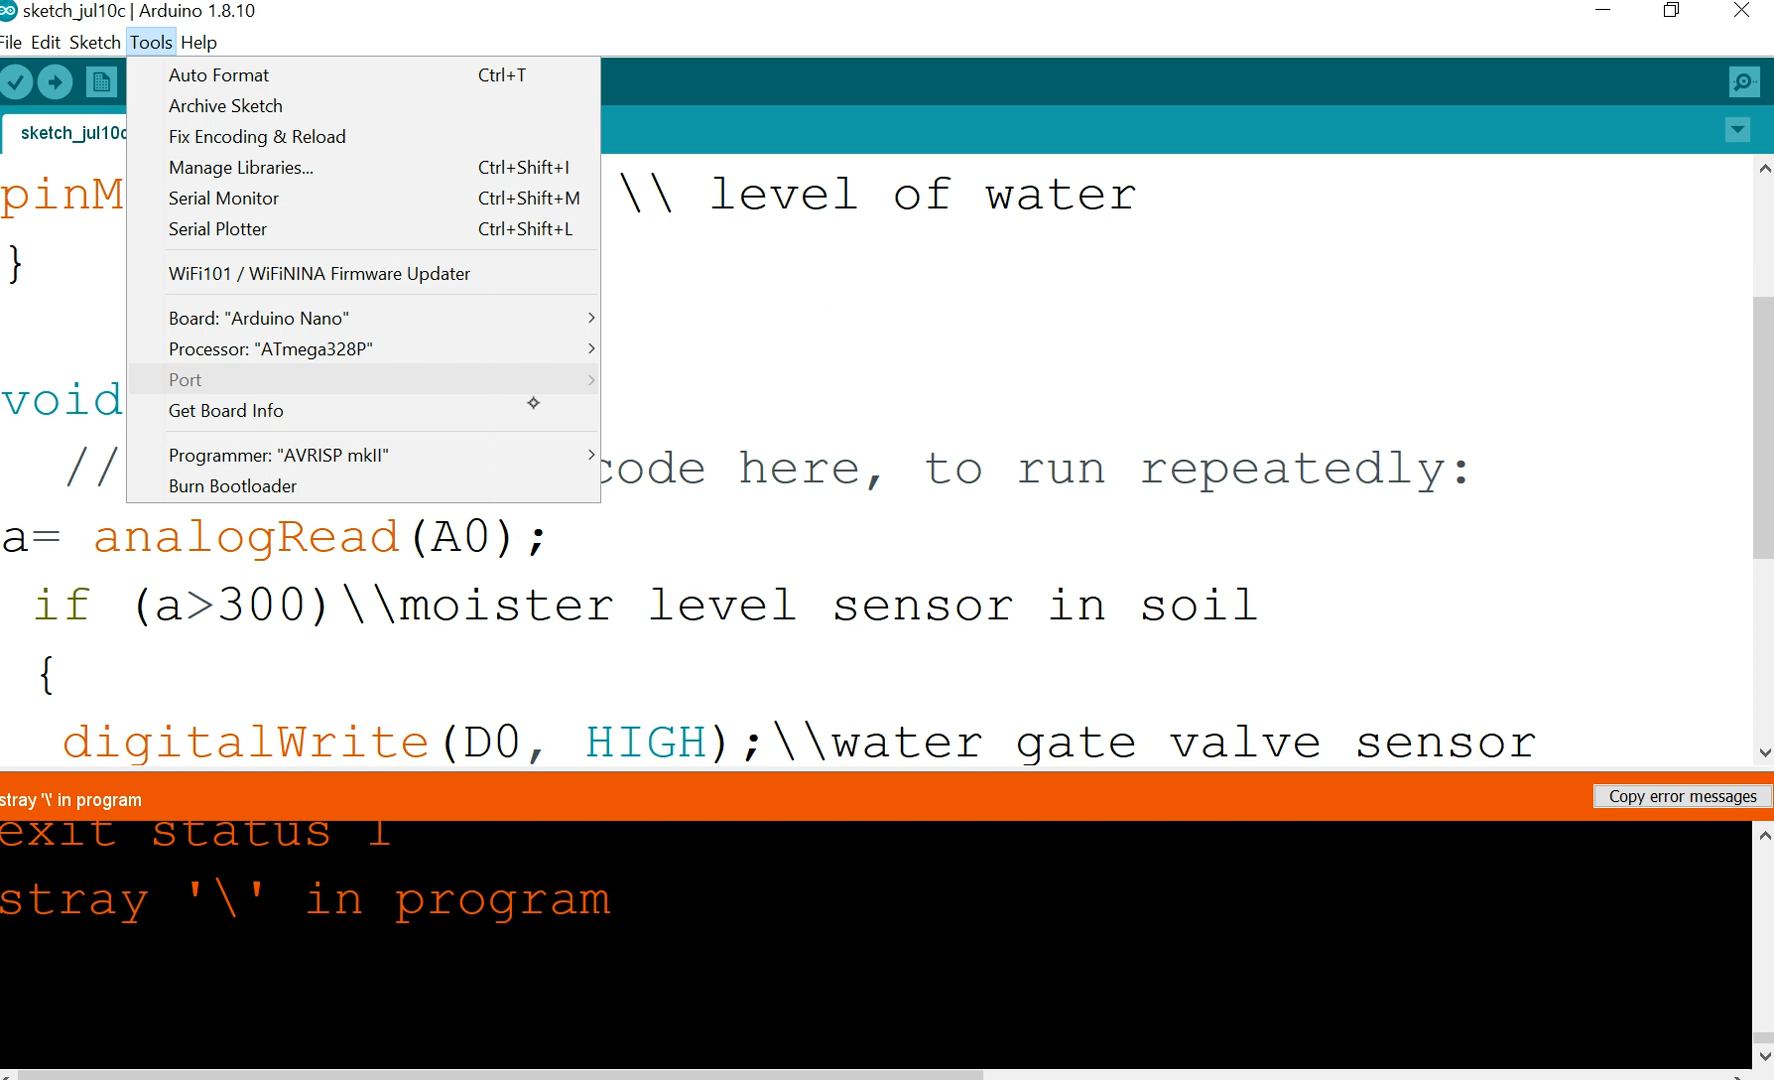 sketch_jul10c | Arduino 1.8.10
File Edit Sketch Tools Help
Auto Format Ctrl+T
Archive Sketch
Fix Encoding & Reload
Manage Libraries... Ctrl+Shift+I
Serial Monitor Ctrl+Shift+M
Serial Plotter Ctrl+Shift+L
WiFi101 / WiFiNINA Firmware Updater
Board: "Arduino Nano"
Processor: "ATmega328P"
Port
Get Board Info
Programmer: "AVRISP mkII"
Burn Bootloader
sketch_jul10c
pinM \\ level of water
}
void
// code here, to run repeatedly:
a= analogRead(A0);
if (a>300)\\moister level sensor in soil
{
digitalWrite(D0, HIGH);\\water gate valve sensor
stray '\' in program
Copy error messages
exit status 1
stray '\' in program